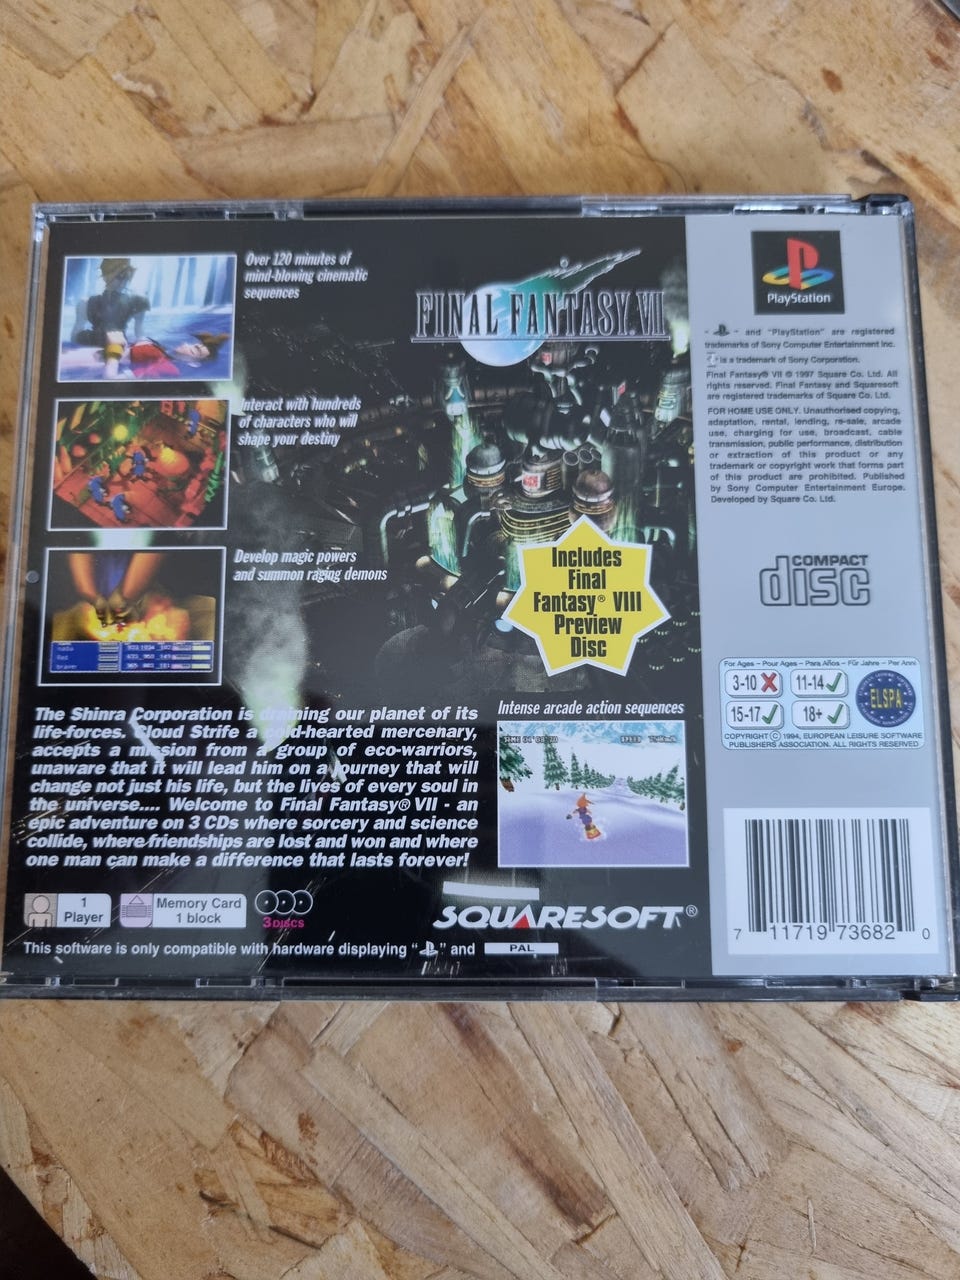 Over 120 minutes of
mind-blowing cinematic
sequences
FINAL FANTASY. VII
Interact with hundreds
of characters who will
shape your destiny
Develop magic powers
and summon raging demons
Includes
Final
Fantasy® VIII
Preview
Disc
The Shinra Corporation is draining our planet of its
life-forces. Cloud Strife a cold-hearted mercenary,
accepts a mission from a group of eco-warriors,
unaware that it will lead him on a journey that will
change not just his life, but the lives of every soul in
the universe.... Welcome to Final Fantasy® VII - an
epic adventure on 3 CDs where sorcery and science
collide, where friendships are lost and won and where
one man can make a difference that lasts forever!
Intense arcade action sequences
1
Player
Memory Card
1 block
3 DISCS
SQUARESOFT®
This software is only compatible with hardware displaying " " and PAL
PlayStation
" " and "PlayStation" are registered
trademarks of Sony Computer Entertainment Inc.
is a trademark of Sony Corporation.
Final Fantasy® VII © 1997 Square Co. Ltd. All
rights reserved. Final Fantasy and Squaresoft
are registered trademarks of Square Co. Ltd.
FOR HOME USE ONLY. Unauthorised copying,
adaptation, rental, lending, re-sale, arcade
use, charging for use, broadcast, cable
transmission, public performance, distribution
or extraction of this product or any
trademark or copyright work that forms part
of this product are prohibited. Published
by Sony Computer Entertainment Europe.
Developed by Square Co. Ltd.
COMPACT
disc
For Ages - Pour Ages - Para Años - Für Jahre - Per Anni
3-10 11-14
15-17 18+
ELSPA
COPYRIGHT © 1994, EUROPEAN LEISURE SOFTWARE
PUBLISHERS ASSOCIATION. ALL RIGHTS RESERVED
7 11719 73682 0